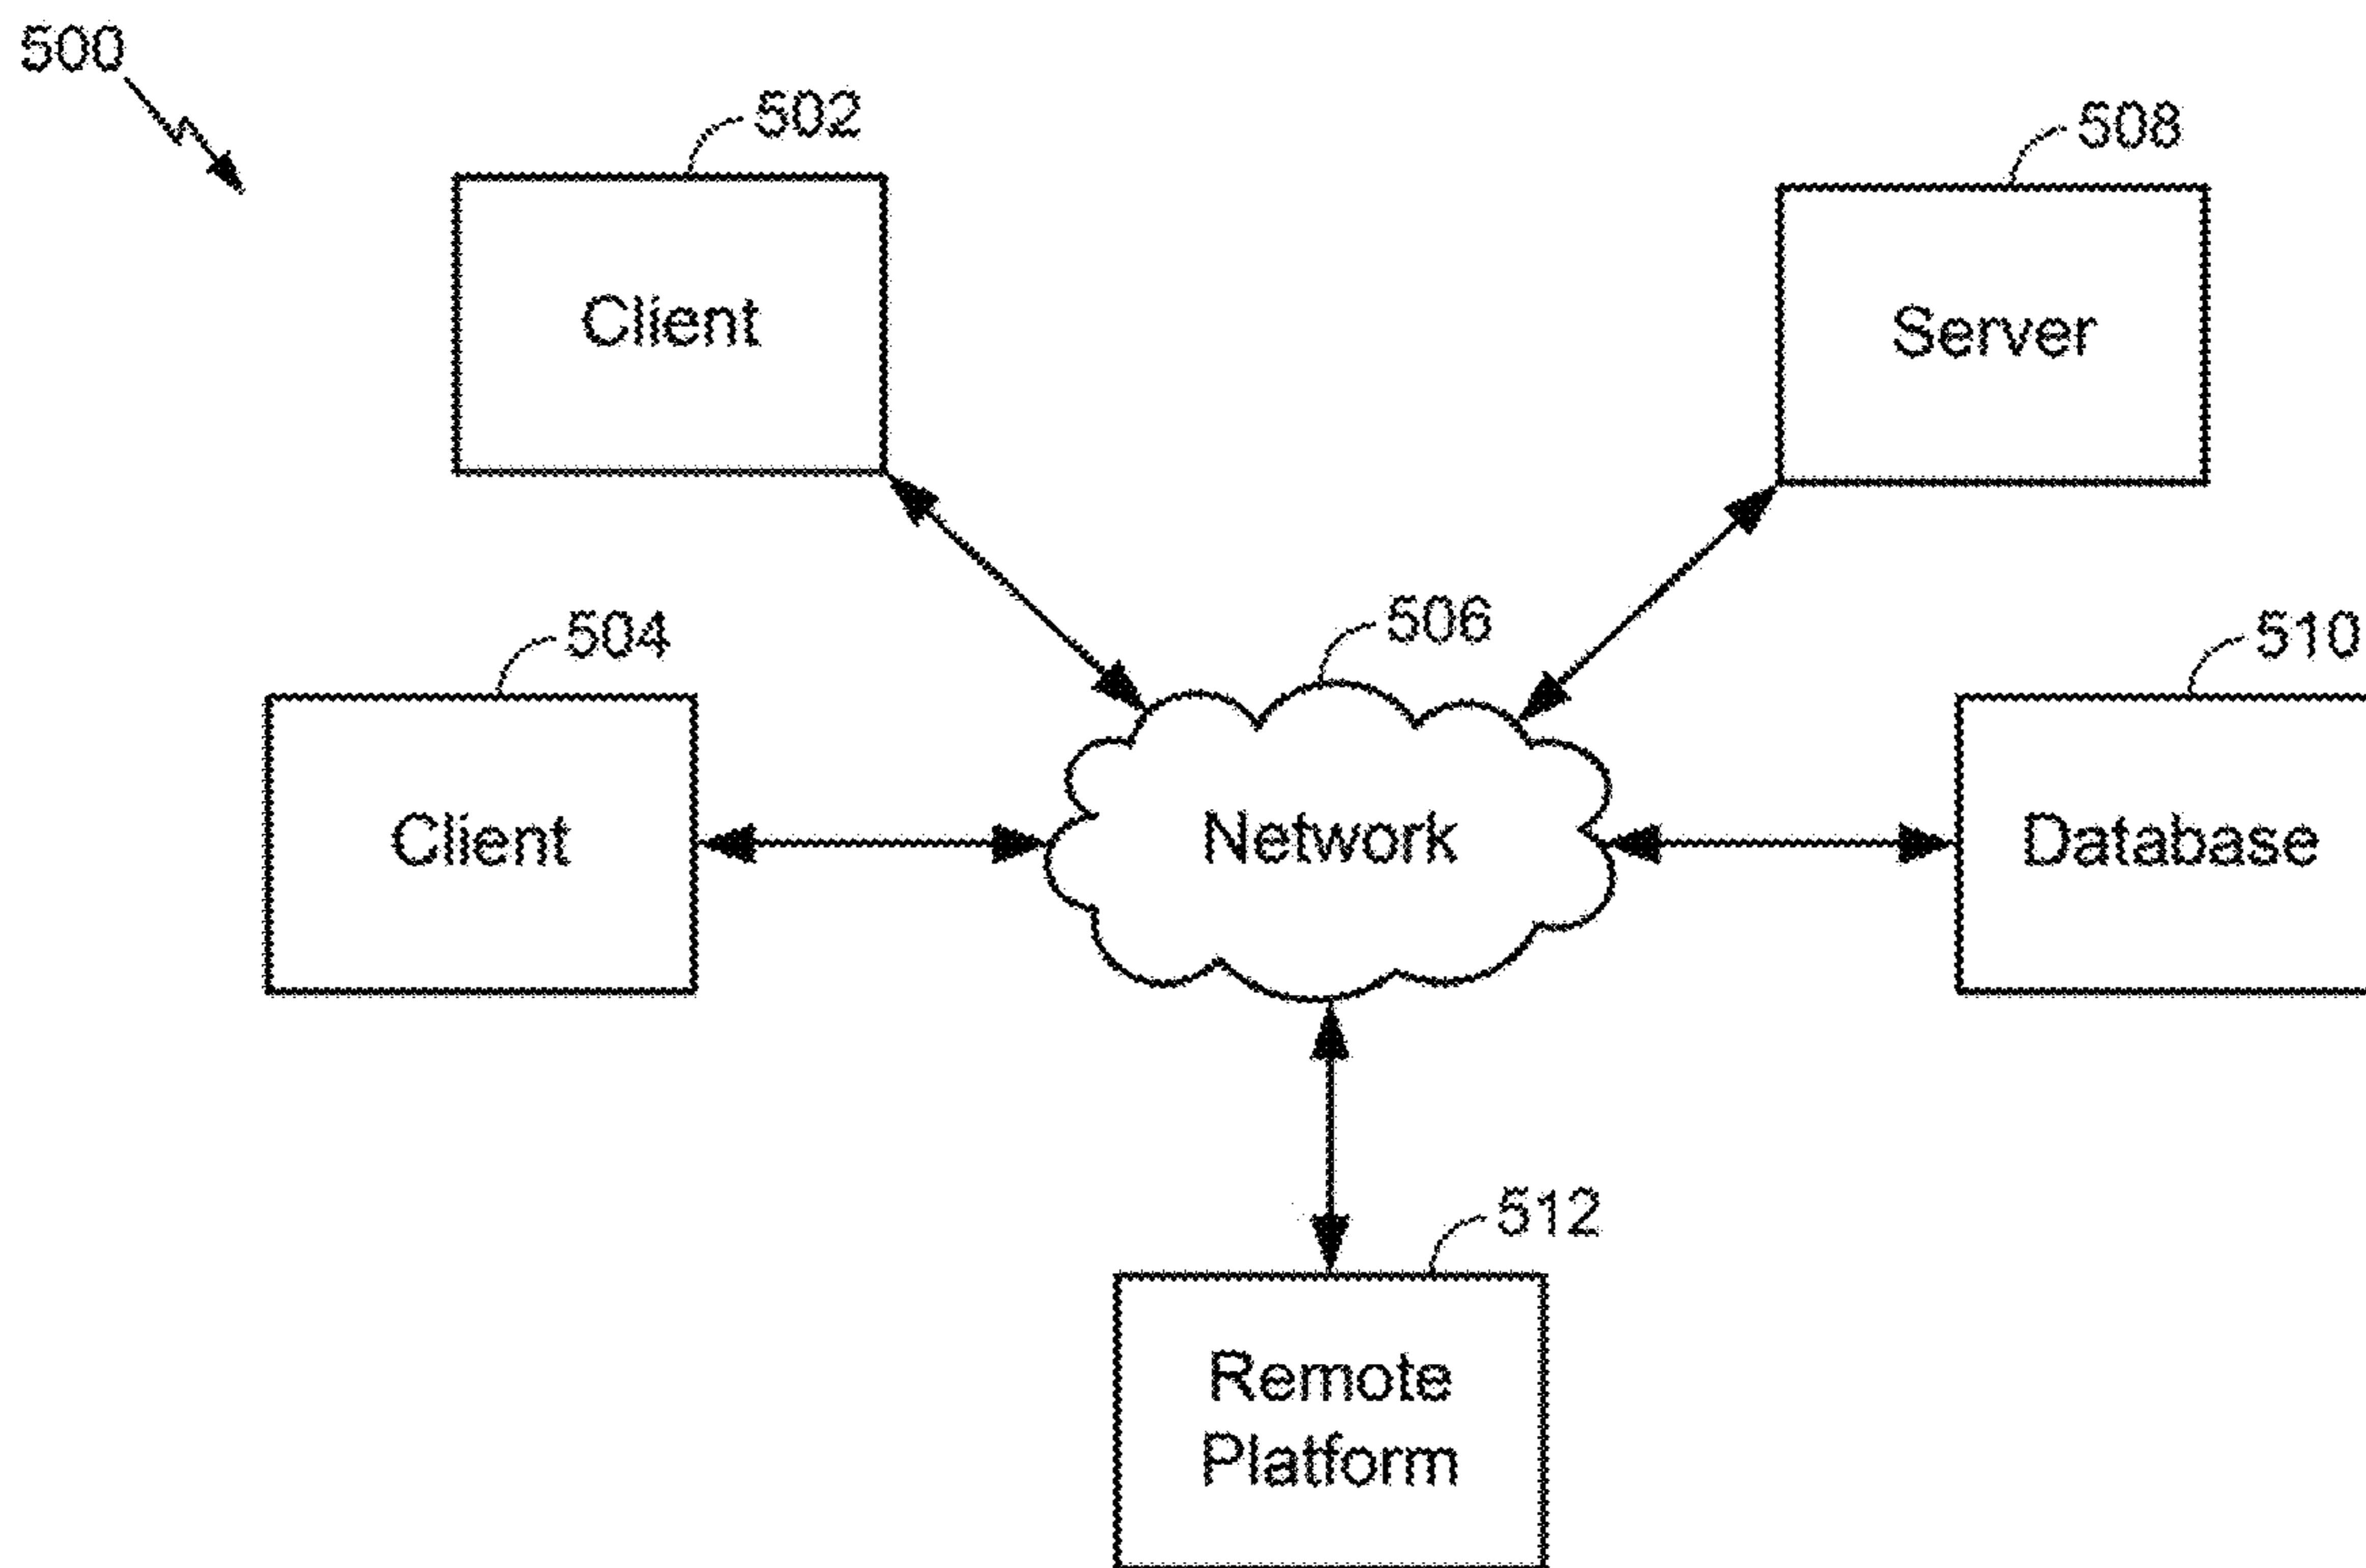 500
502
Client
508
Server
504
Client
506
Network
510
Database
512
Remote
Platform